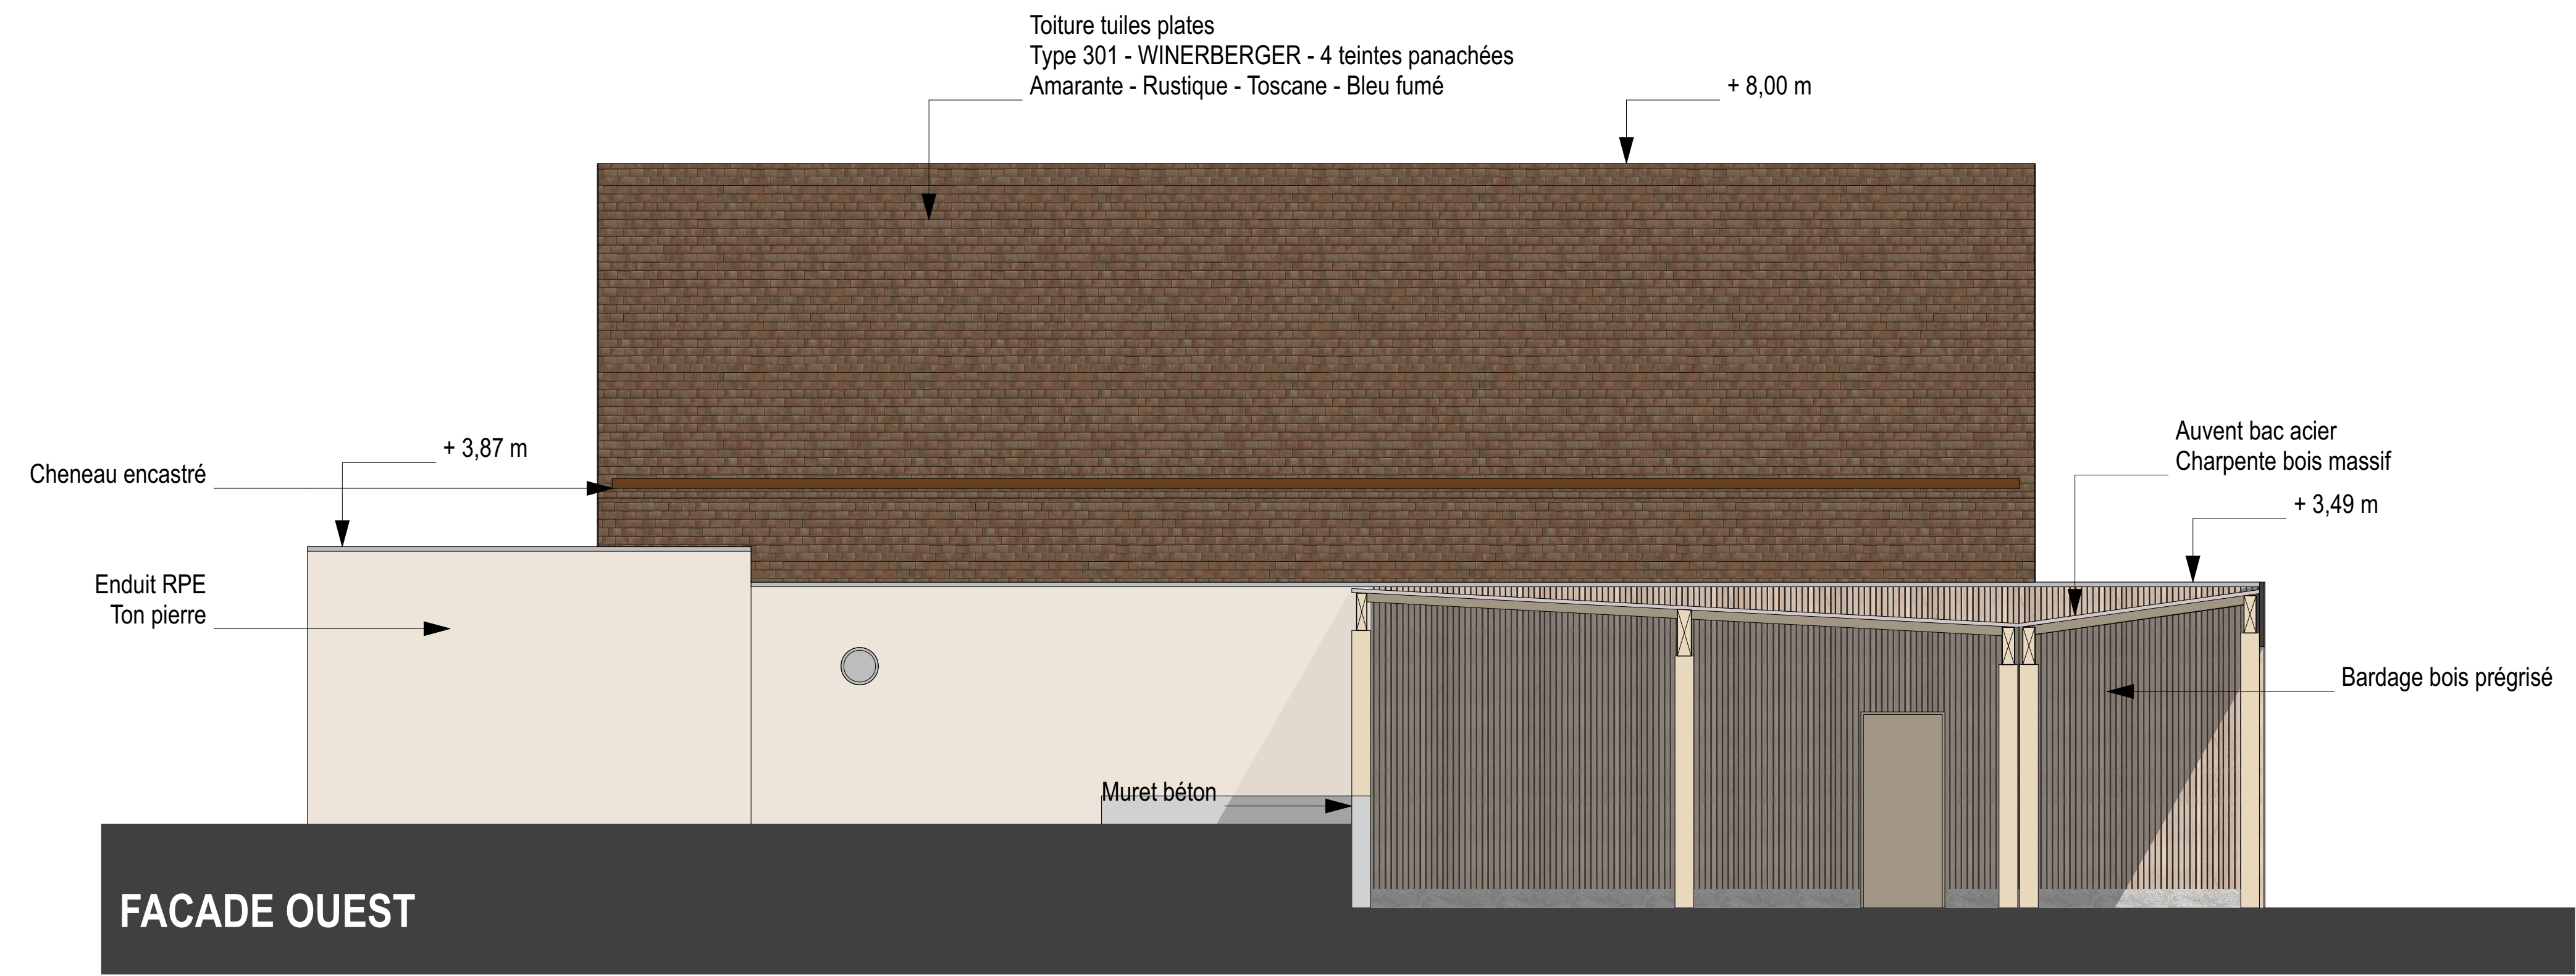 Toiture tuiles plates
Type 301 - WINERBERGER - 4 teintes panachées
Amarante - Rustique - Toscane - Bleu fumé
+ 8,00 m
+ 3,87 m
Cheneau encastré
Auvent bac acier
Charpente bois massif
+ 3,49 m
Enduit RPE
Ton pierre
Bardage bois prégrisé
Muret béton
FACADE OUEST